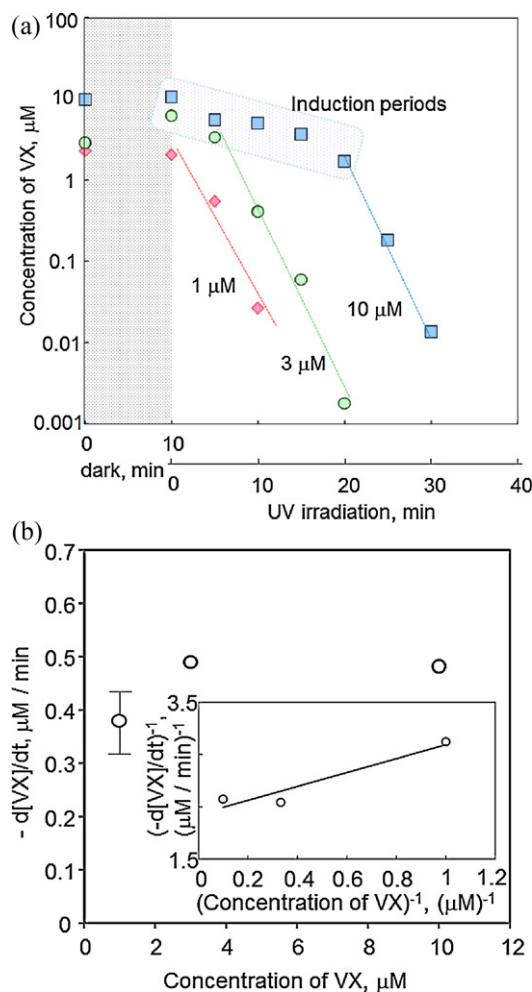 (a)
100
10
1
0.1
0.01
0.001
Concentration of VX, μM
Induction periods
1 μM
3 μM
10 μM
0 10
dark, min
0 10 20 30 40
UV irradiation, min
(b)
0.7
0.6
0.5
0.4
0.3
0.2
0.1
0
- d[VX]/dt, μM / min
3.5
1.5
(-d[VX]/dt)⁻¹,
(μM / min)⁻¹
0 0.2 0.4 0.6 0.8 1 1.2
(Concentration of VX)⁻¹, (μM)⁻¹
0 2 4 6 8 10 12
Concentration of VX, μM